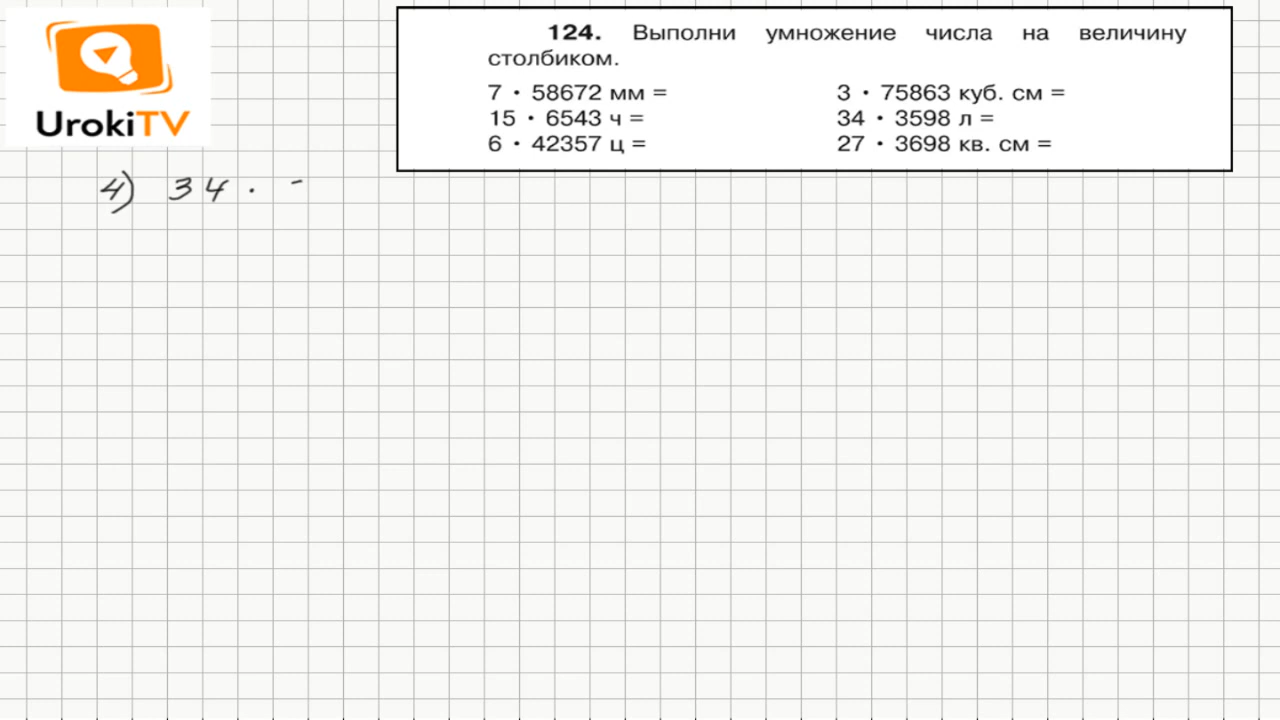 UrokiTV
124. Выполни умножение числа на величину
столбиком.
7 · 58672 мм =
15 · 6543 ч =
6 · 42357 ц =
3 · 75863 куб. см =
34 · 3598 л =
27 · 3698 кв. см =
4) 34 ·